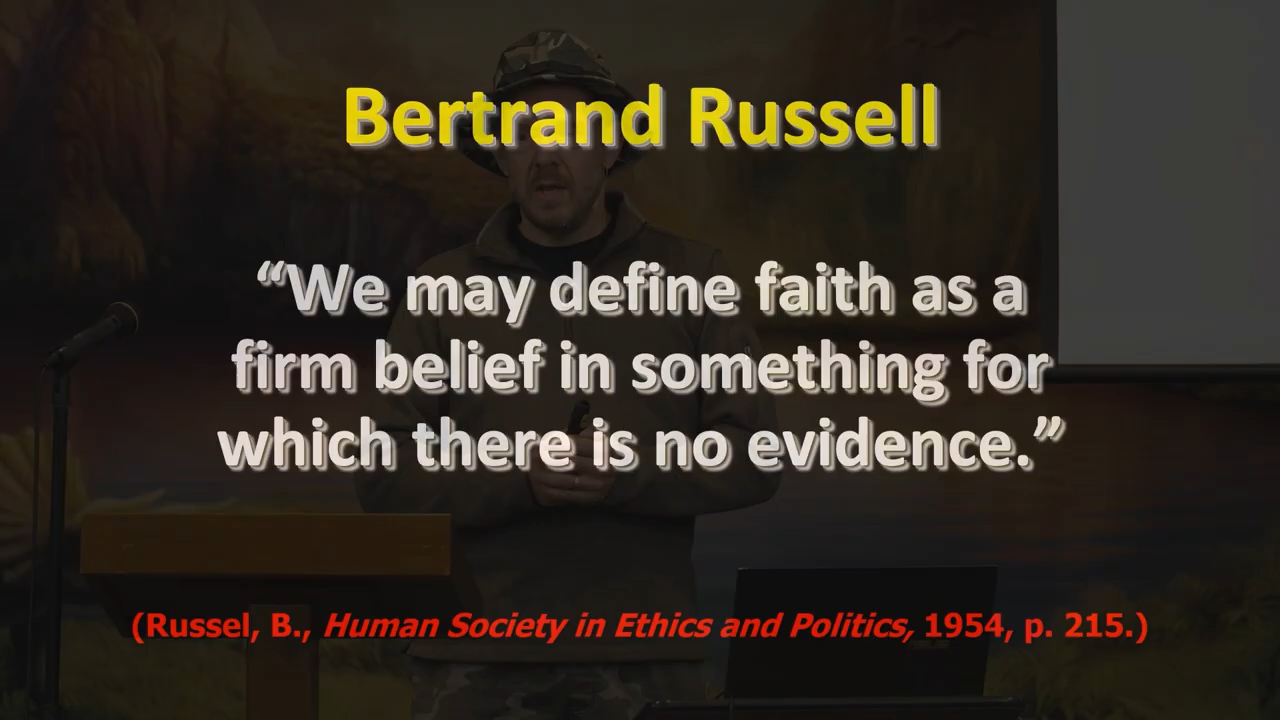 Bertrand Russell
“We may define faith as a
firm belief in something for
which there is no evidence.”
(Russel, B., Human Society in Ethics and Politics, 1954, p. 215.)